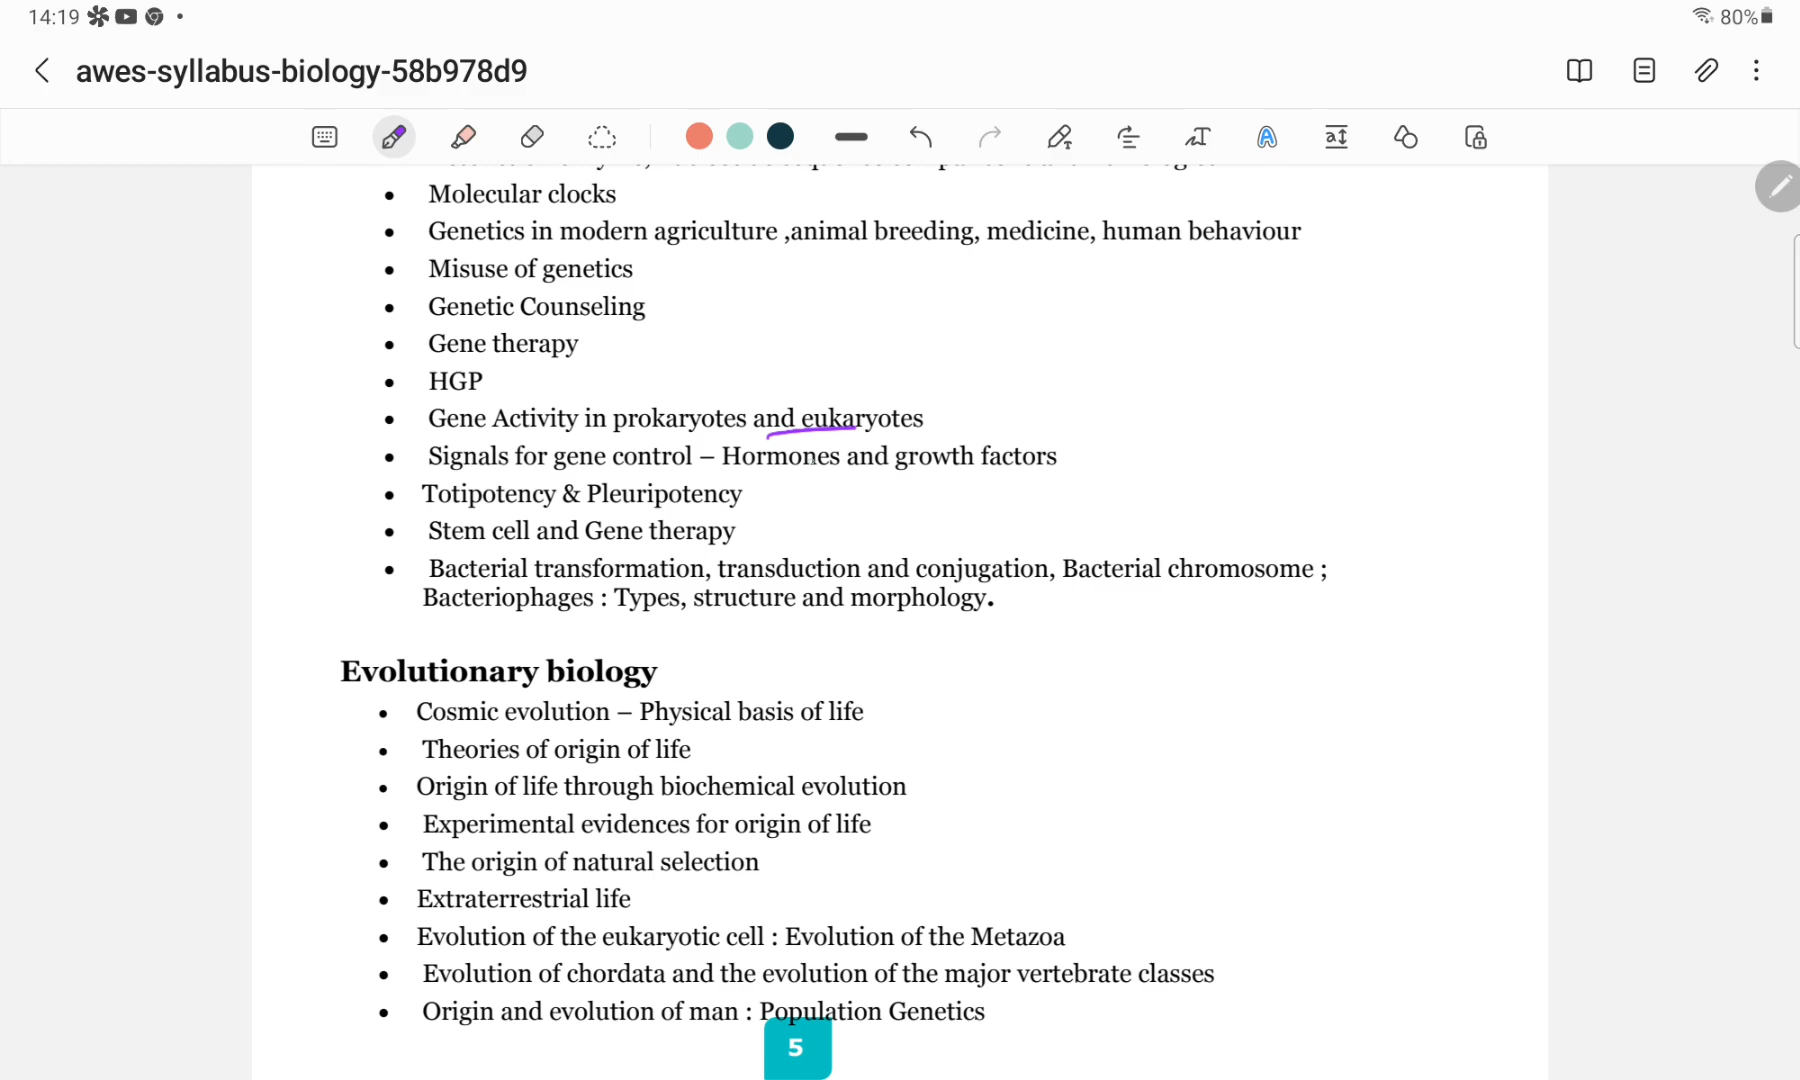 14:19
80%
awes-syllabus-biology-58b978d9
• Molecular clocks
• Genetics in modern agriculture ,animal breeding, medicine, human behaviour
• Misuse of genetics
• Genetic Counseling
• Gene therapy
• HGP
• Gene Activity in prokaryotes and eukaryotes
• Signals for gene control – Hormones and growth factors
• Totipotency & Pleuripotency
• Stem cell and Gene therapy
• Bacterial transformation, transduction and conjugation, Bacterial chromosome ;
Bacteriophages : Types, structure and morphology.
Evolutionary biology
• Cosmic evolution – Physical basis of life
• Theories of origin of life
• Origin of life through biochemical evolution
• Experimental evidences for origin of life
• The origin of natural selection
• Extraterrestrial life
• Evolution of the eukaryotic cell : Evolution of the Metazoa
• Evolution of chordata and the evolution of the major vertebrate classes
• Origin and evolution of man : Population Genetics
5